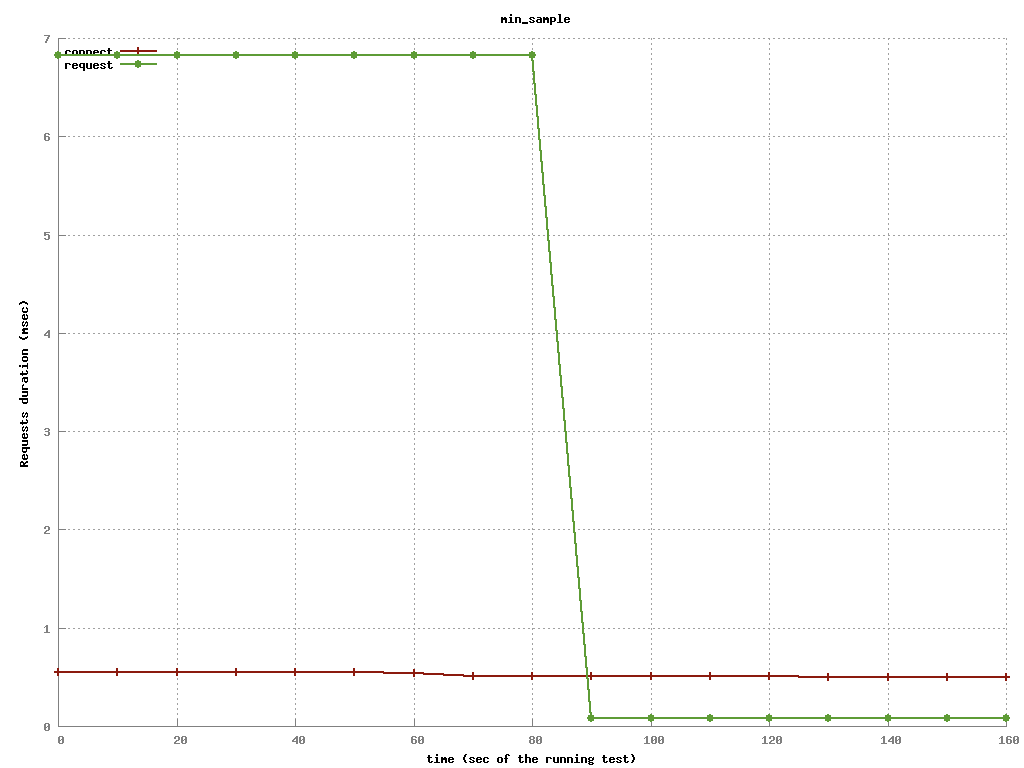 min_sample
connect
request
7
6
5
4
3
2
1
0
Requests duration (msec)
0 20 40 60 80 100 120 140 160
time (sec of the running test)